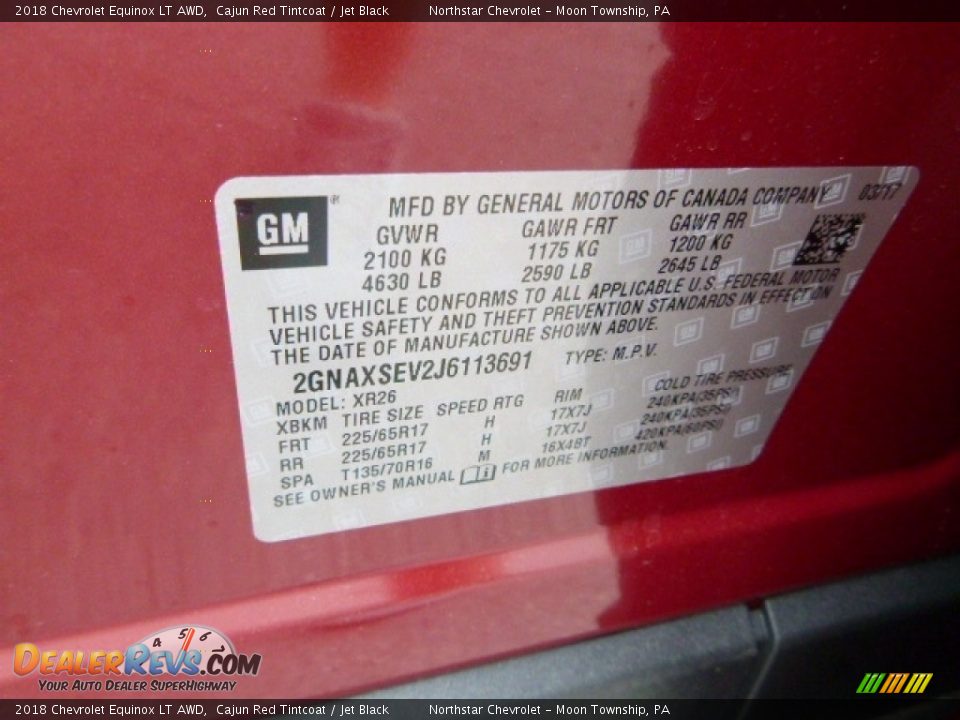 2018 Chevrolet Equinox LT AWD,  Cajun Red Tintcoat / Jet Black          Northstar Chevrolet - Moon Township, PA
GM ®
MFD BY GENERAL MOTORS OF CANADA COMPANY 03/17
GVWR GAWR FRT GAWR RR
2100 KG 1175 KG 1200 KG
4630 LB 2590 LB 2645 LB
THIS VEHICLE CONFORMS TO ALL APPLICABLE U.S. FEDERAL MOTOR
VEHICLE SAFETY AND THEFT PREVENTION STANDARDS IN EFFECT ON
THE DATE OF MANUFACTURE SHOWN ABOVE.
2GNAXSEV2J6113691 TYPE: M.P.V.
MODEL: XR26
XBKM TIRE SIZE SPEED RTG RIM COLD TIRE PRESSURE
FRT 225/65R17 H 17X7J 240KPA(35PSI)
RR 225/65R17 H 17X7J 240KPA(35PSI)
SPA T135/70R16 M 16X4BT 420KPA(60PSI)
SEE OWNER'S MANUAL FOR MORE INFORMATION.
4 5 6
DealerRevs.com
Your Auto Dealer SuperHighway
2018 Chevrolet Equinox LT AWD,  Cajun Red Tintcoat / Jet Black          Northstar Chevrolet - Moon Township, PA